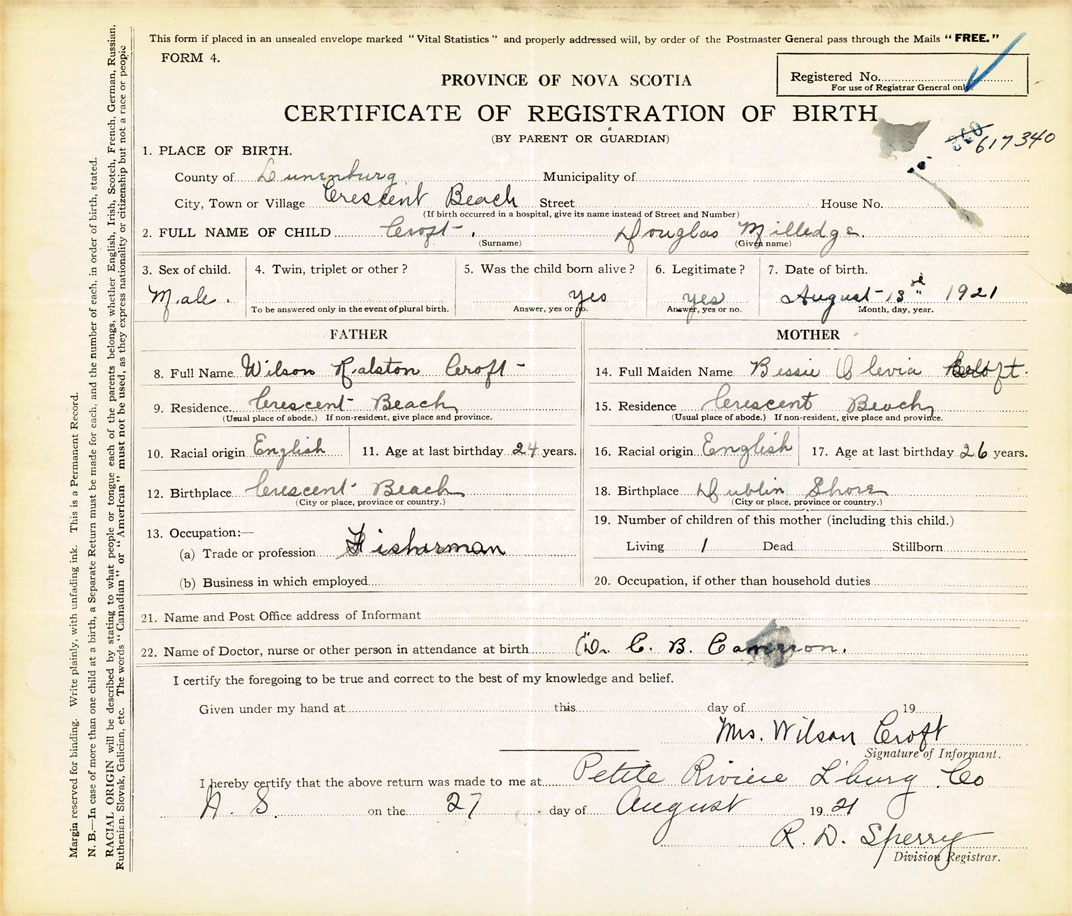 This form if placed in an unsealed envelope marked "Vital Statistics" and properly addressed will, by order of the Postmaster General pass through the Mails "FREE."
FORM 4.
Registered No.
For use of Registrar General only
PROVINCE OF NOVA SCOTIA
CERTIFICATE OF REGISTRATION OF BIRTH
(BY PARENT OR GUARDIAN)
617340
1. PLACE OF BIRTH.
County of Lunenburg Municipality of
City, Town or Village Crescent Beach Street House No.
(If birth occurred in a hospital, give its name instead of Street and Number)
2. FULL NAME OF CHILD Croft Douglas Milledge.
(Surname) (Given name)
3. Sex of child. 4. Twin, triplet or other? 5. Was the child born alive? 6. Legitimate? 7. Date of birth.
Male. yes yes August 13rd 1921
To be answered only in the event of plural birth. Answer, yes or no. Answer, yes or no. Month, day, year.
FATHER MOTHER
8. Full Name Wilson Ralston Croft 14. Full Maiden Name Bessie Olevia
9. Residence Crescent Beach 15. Residence Crescent Beach
(Usual place of abode.) If non-resident, give place and province. (Usual place of abode.) If non-resident, give place and province.
10. Racial origin English 11. Age at last birthday 24 years. 16. Racial origin English 17. Age at last birthday 26 years.
12. Birthplace Crescent Beach 18. Birthplace Dublin Shore
(City or place, province or country.) (City or place, province or country.)
13. Occupation:— 19. Number of children of this mother (including this child.)
(a) Trade or profession Fisherman Living 1 Dead Stillborn
(b) Business in which employed 20. Occupation, if other than household duties
21. Name and Post Office address of Informant
22. Name of Doctor, nurse or other person in attendance at birth (Dr. C. B. Cameron.
I certify the foregoing to be true and correct to the best of my knowledge and belief.
Given under my hand at this day of 19
Mrs. Wilson Croft
Signature of Informant.
I hereby certify that the above return was made to me at Petite Riviere L'burg Co
N. S. on the 27 day of August 1921
R. D. Sperry
Division Registrar.
Margin reserved for binding. Write plainly, with unfading ink. This is a Permanent Record.
N. B.—In case of more than one child at a birth, a Separate Return must be made for each, and the number of each, in order of birth, stated.
RACIAL ORIGIN will be described by stating to what people or tongue each of the parents belongs, whether English, Irish, Scotch, French, German, Russian,
Ruthenian, Slovak, Galician, etc. The words "Canadian" or "American" must not be used, as they express nationality or citizenship but not a race or people